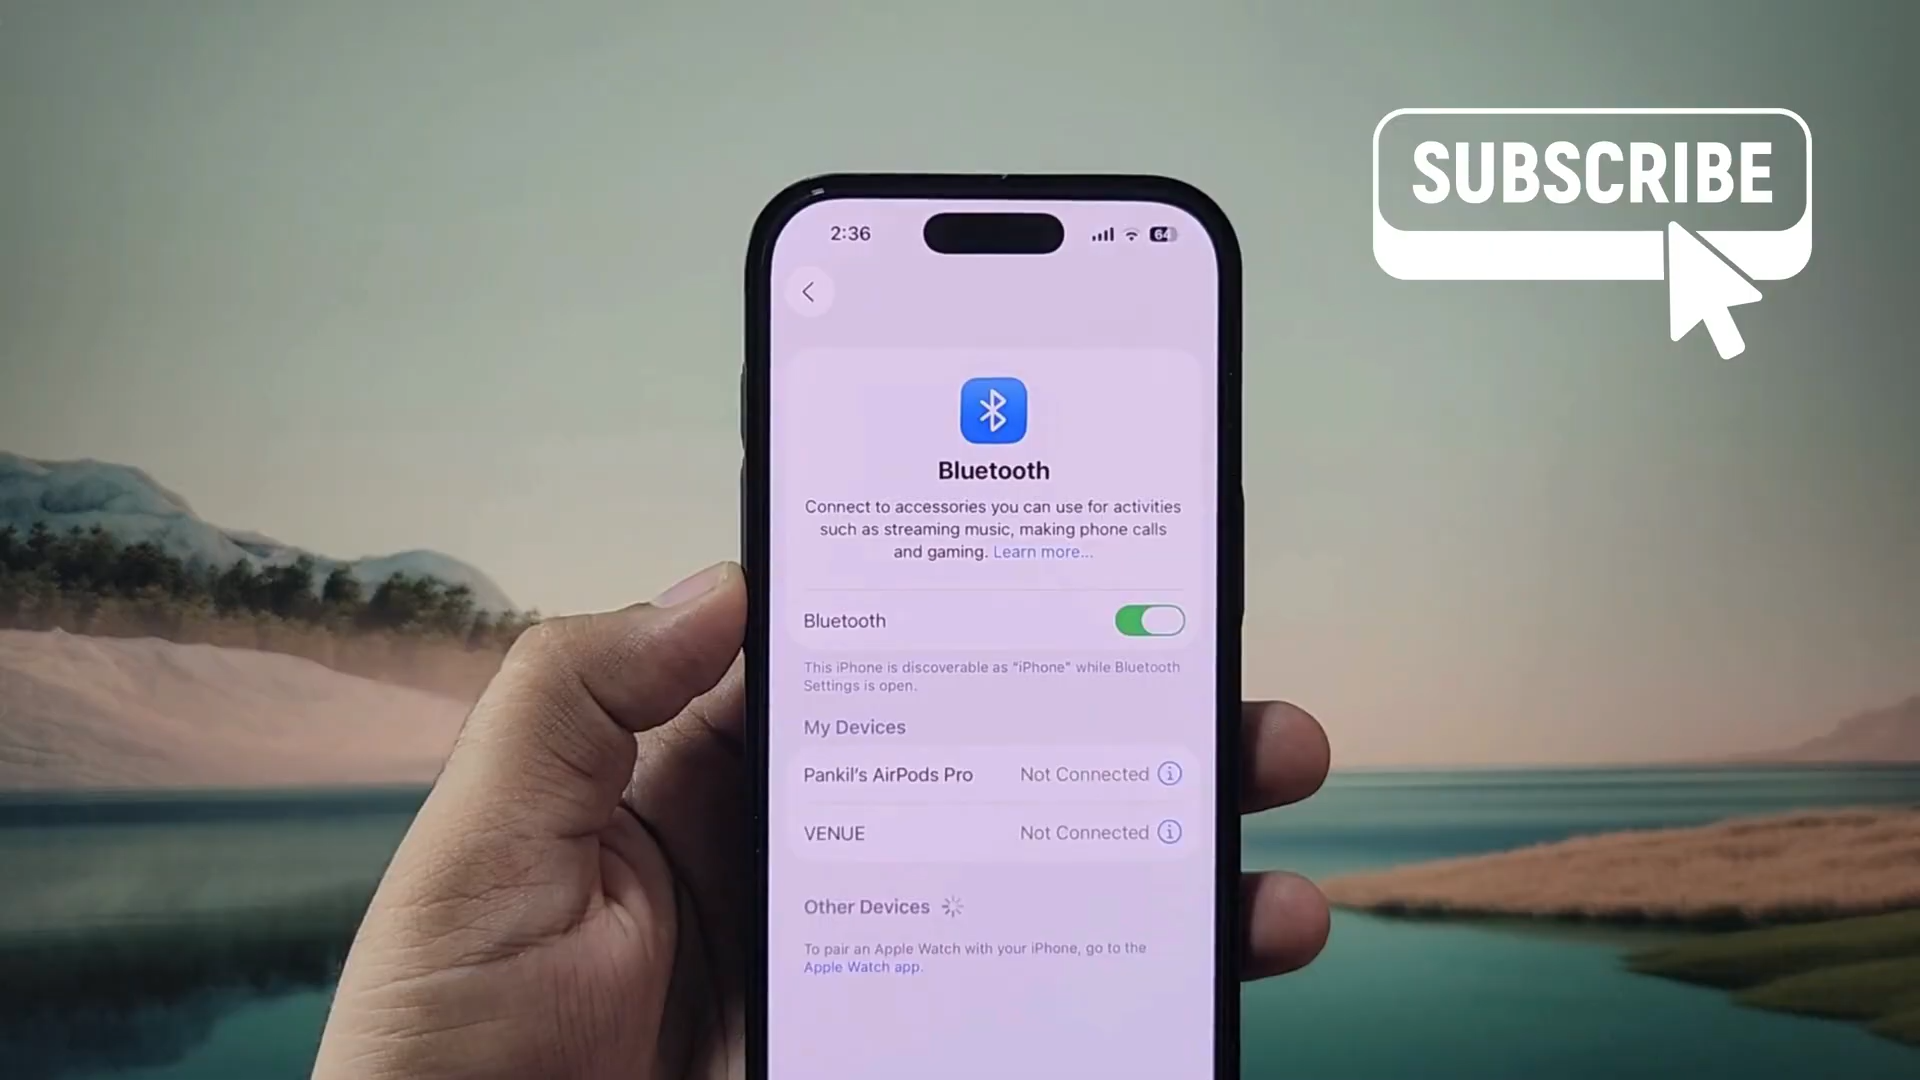 SUBSCRIBE
2:36
64
Bluetooth
Connect to accessories you can use for activities
such as streaming music, making phone calls
and gaming. Learn more...
Bluetooth
This iPhone is discoverable as "iPhone" while Bluetooth
Settings is open.
My Devices
Pankil's AirPods Pro Not Connected
VENUE Not Connected
Other Devices
To pair an Apple Watch with your iPhone, go to the
Apple Watch app.